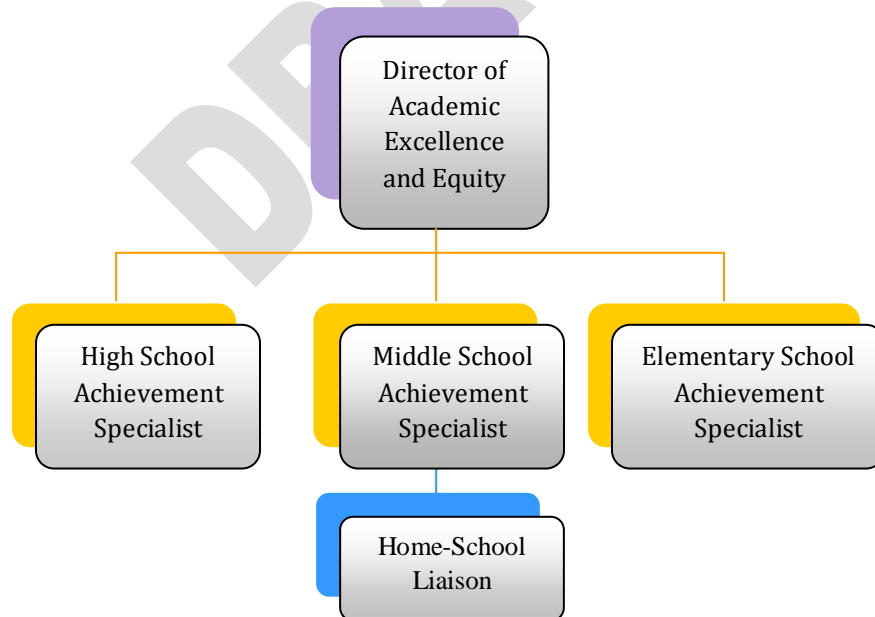 Director of
Academic
Excellence
and Equity
High School
Achievement
Specialist
Middle School
Achievement
Specialist
Elementary School
Achievement
Specialist
Home-School
Liaison